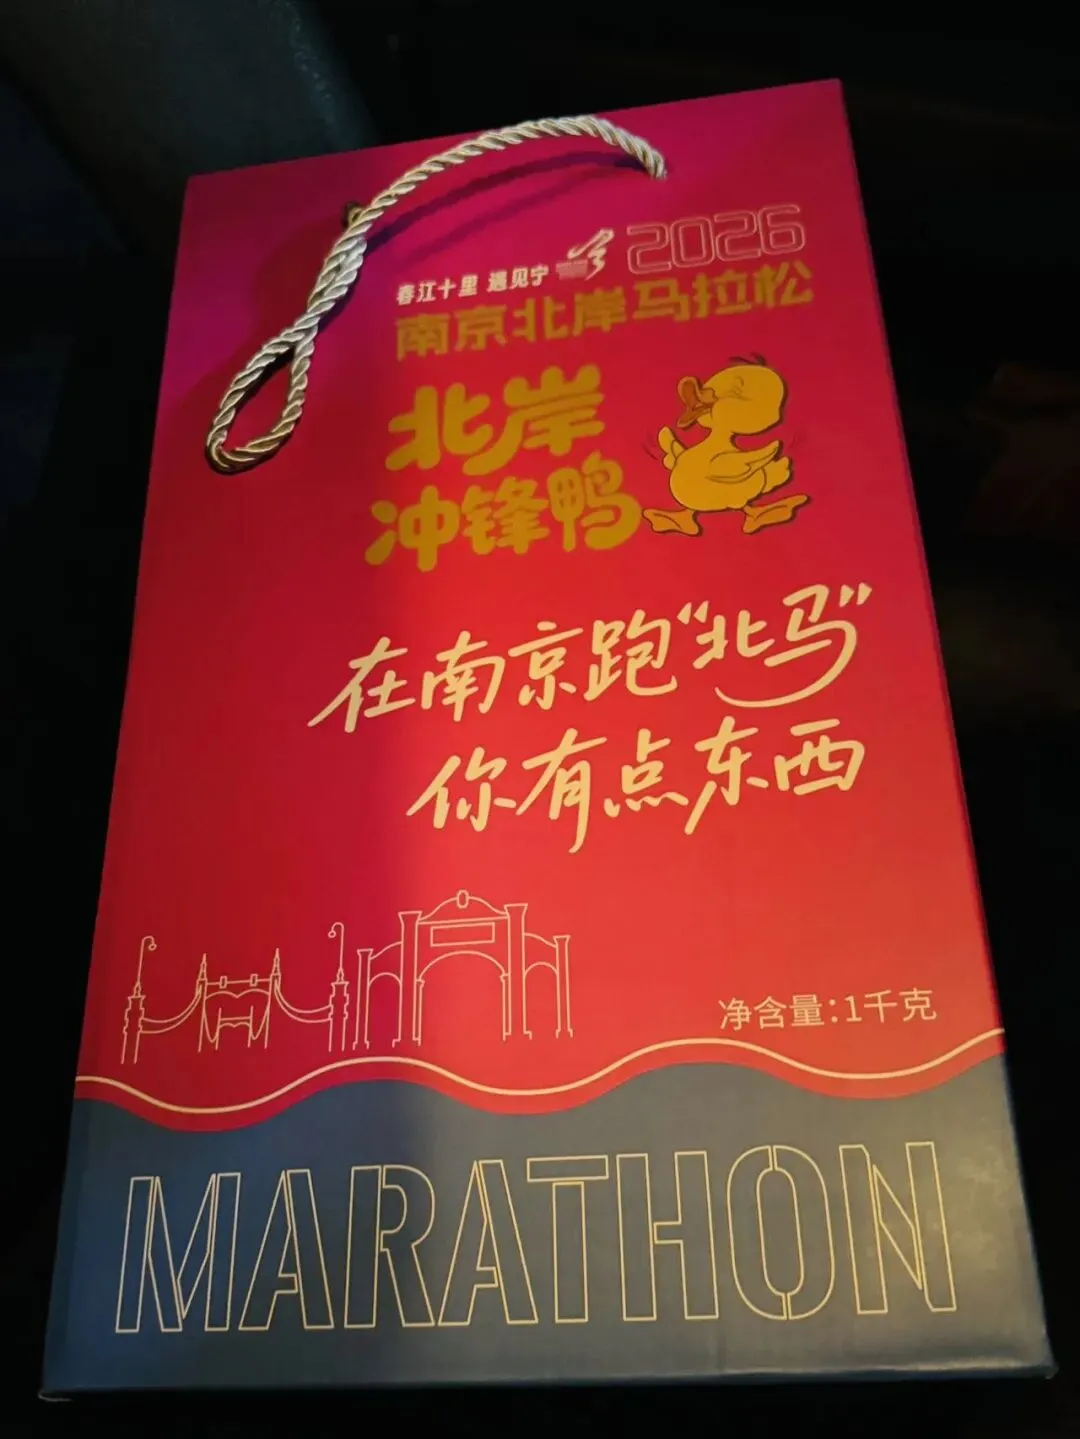 春江十里 遇见宁 2026
南京北岸马拉松
北岸
冲锋鸭
在南京跑“北马”
你有点东西
净含量:1千克
MARATHON